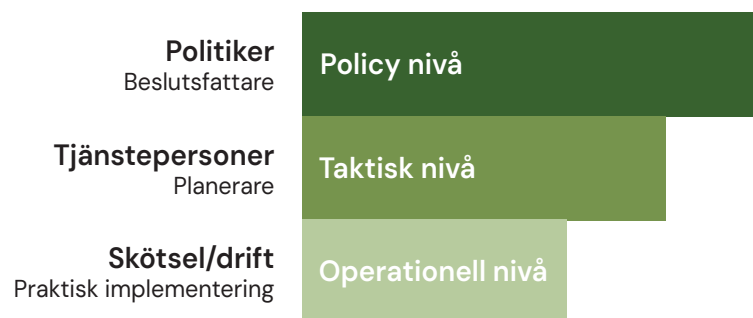 Politiker
Beslutsfattare
Policy nivå
Tjänstepersoner
Planerare
Taktisk nivå
Skötsel/drift
Praktisk implementering
Operationell nivå